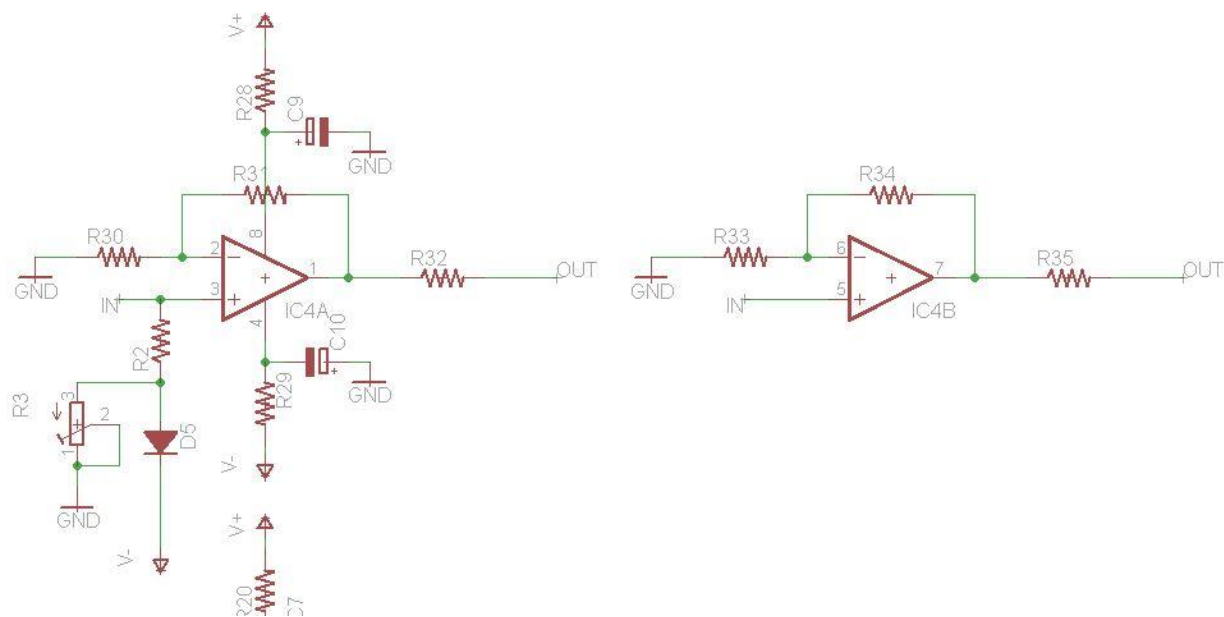 V+
R28
C9
+
GND
R31
R30
2
8
1
R32
OUT
GND
IN
3
4
IC4A
C10
+
GND
R2
R29
R3
3
2
1
D5
V-
GND
V-
V+
R20
C7
R34
R33
6
7
R35
OUT
GND
IN
5
IC4B